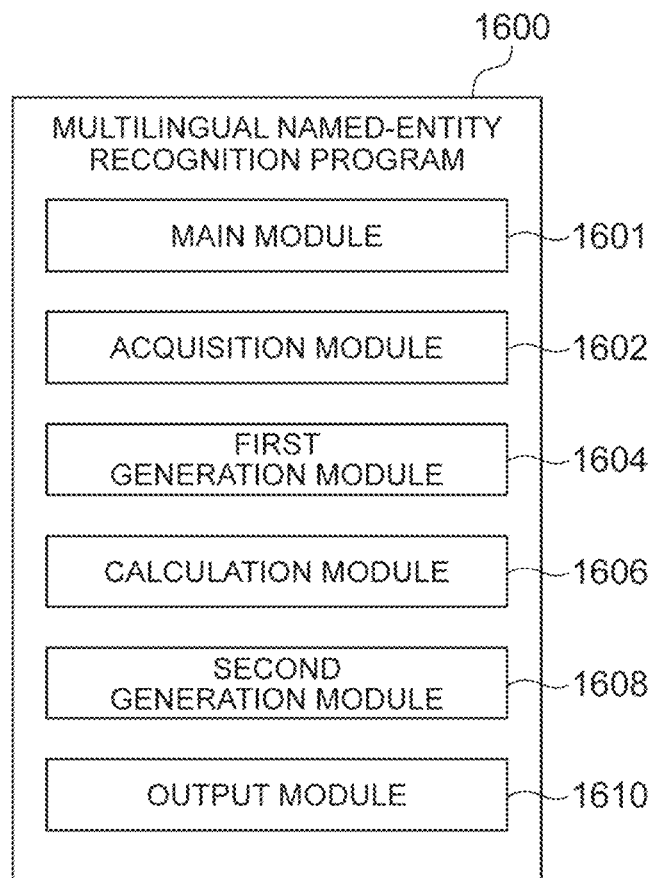 1600
MULTILINGUAL NAMED-ENTITY
RECOGNITION PROGRAM
MAIN MODULE
1601
ACQUISITION MODULE
1602
FIRST
GENERATION MODULE
1604
CALCULATION MODULE
1606
SECOND
GENERATION MODULE
1608
OUTPUT MODULE
1610